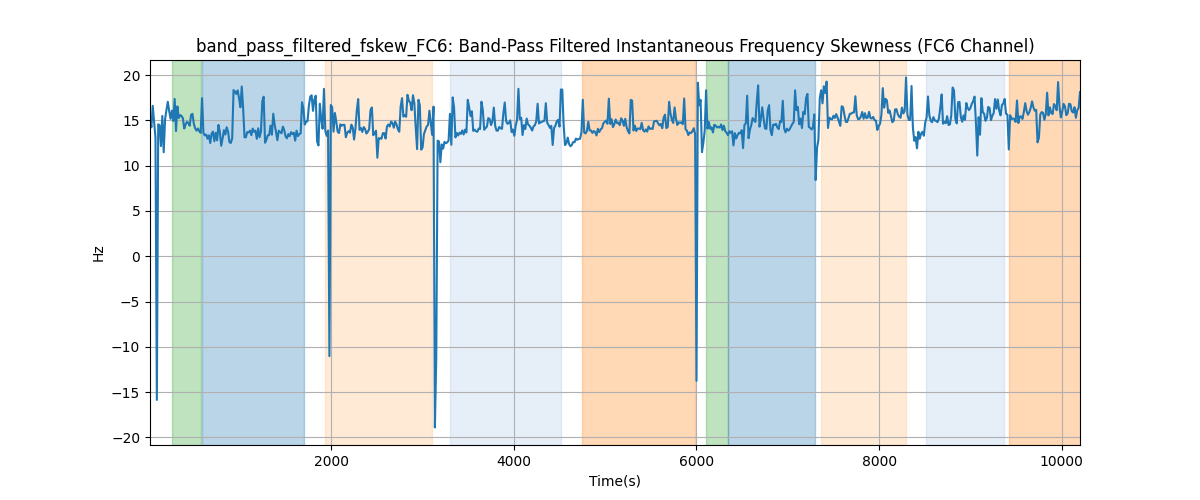 band_pass_filtered_fskew_FC6: Band-Pass Filtered Instantaneous Frequency Skewness (FC6 Channel)
20
15
10
5
0
−5
−10
−15
−20
Hz
2000 4000 6000 8000 10000
Time(s)